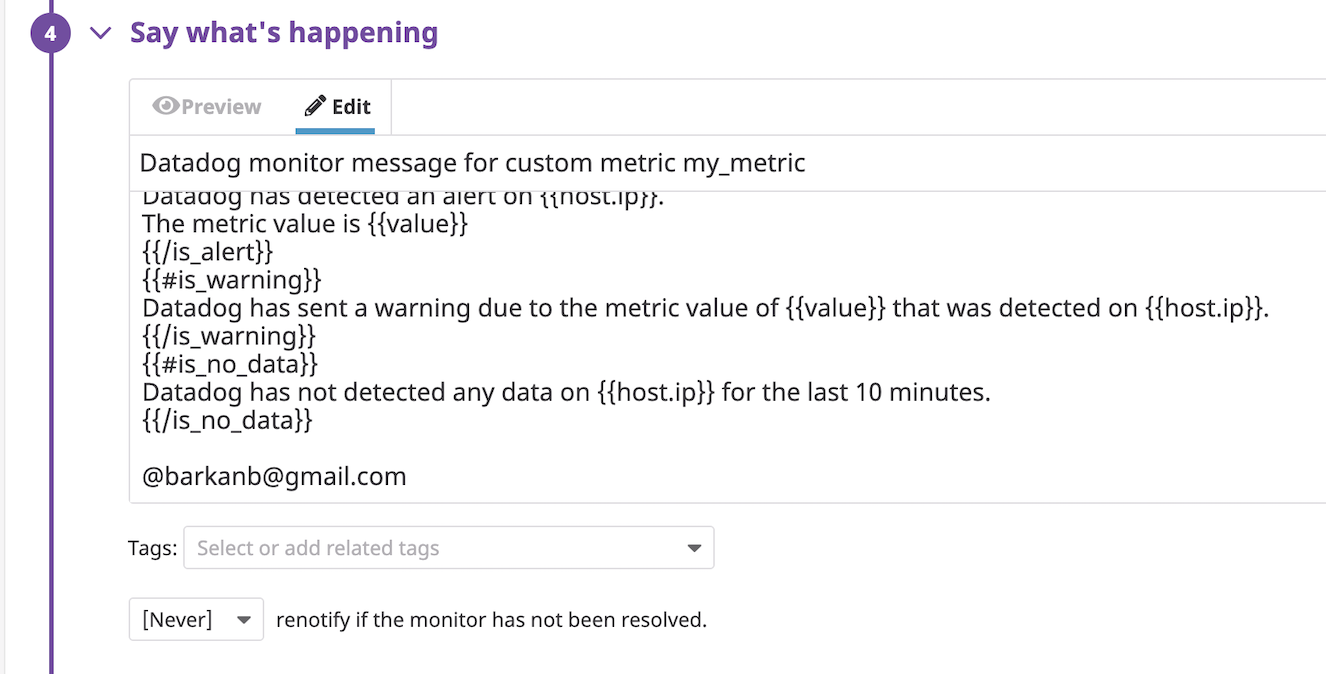 4
Say what's happening
Preview
Edit
Datadog monitor message for custom metric my_metric
Datadog has detected an alert on {{host.ip}}.
The metric value is {{value}}
{{/is_alert}}
{{#is_warning}}
Datadog has sent a warning due to the metric value of {{value}} that was detected on {{host.ip}}.
{{/is_warning}}
{{#is_no_data}}
Datadog has not detected any data on {{host.ip}} for the last 10 minutes.
{{/is_no_data}}
@barkanb@gmail.com
Tags: Select or add related tags
[Never] renotify if the monitor has not been resolved.